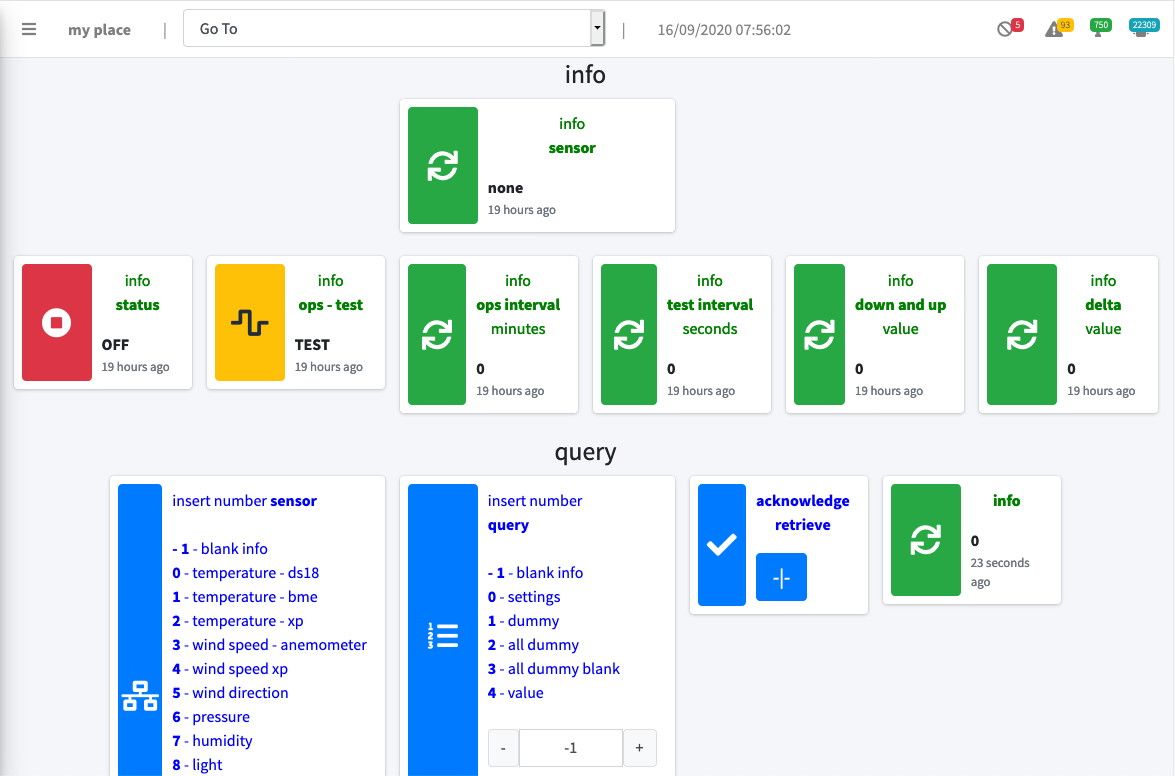 my place | Go To | 16/09/2020 07:56:02 5 93 750 22309
info
info
sensor
none
19 hours ago
info
status
OFF
19 hours ago
info
ops - test
TEST
19 hours ago
info
ops interval
minutes
0
19 hours ago
info
test interval
seconds
0
19 hours ago
info
down and up
value
0
19 hours ago
info
delta
value
0
19 hours ago
query
insert number sensor
- 1 - blank info
0 - temperature - ds18
1 - temperature - bme
2 - temperature - xp
3 - wind speed - anemometer
4 - wind speed xp
5 - wind direction
6 - pressure
7 - humidity
8 - light
insert number
query
- 1 - blank info
0 - settings
1 - dummy
2 - all dummy
3 - all dummy blank
4 - value
1
2
3
- -1 +
acknowledge
retrieve
-|-
info
0
23 seconds
ago